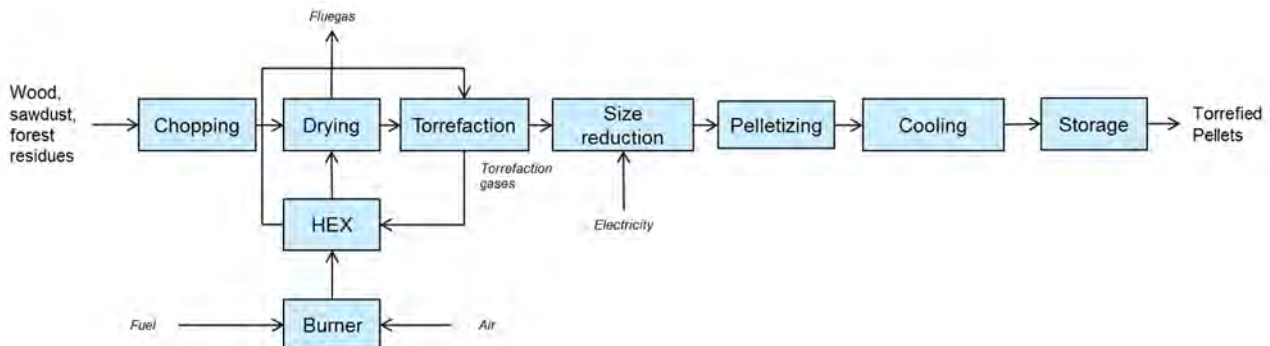 Fluegas
Wood,
sawdust,
forest
residues
Chopping
Drying
Torrefaction
Size
reduction
Pelletizing
Cooling
Storage
Torrefied
Pellets
Torrefaction
gases
HEX
Electricity
Fuel
Burner
Air